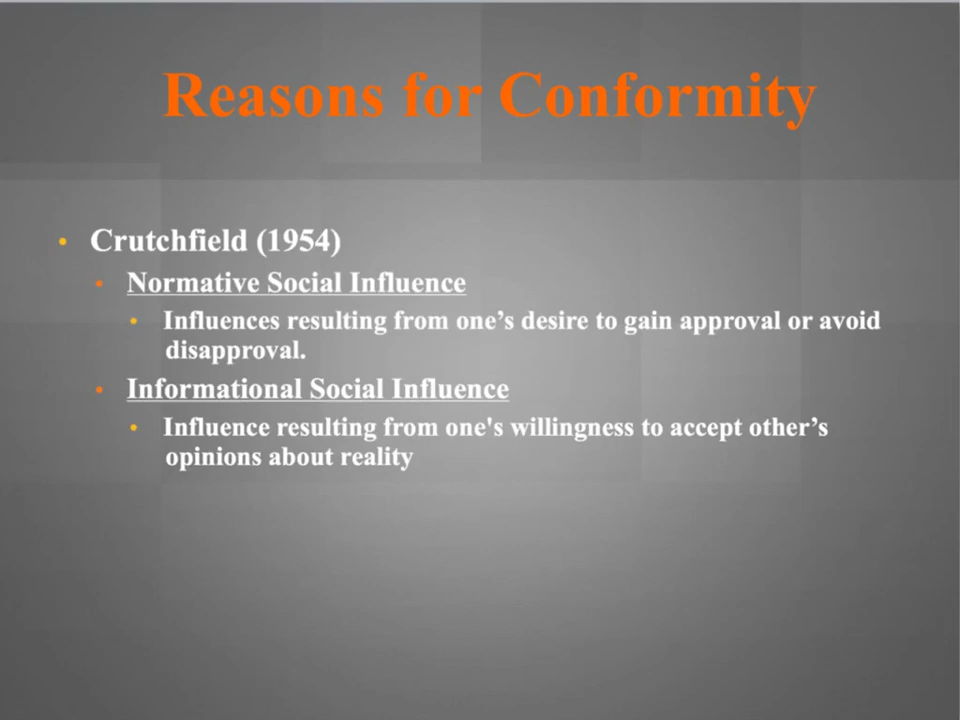 Reasons for Conformity
• Crutchfield (1954)
• Normative Social Influence
• Influences resulting from one’s desire to gain approval or avoid
disapproval.
• Informational Social Influence
• Influence resulting from one's willingness to accept other’s
opinions about reality